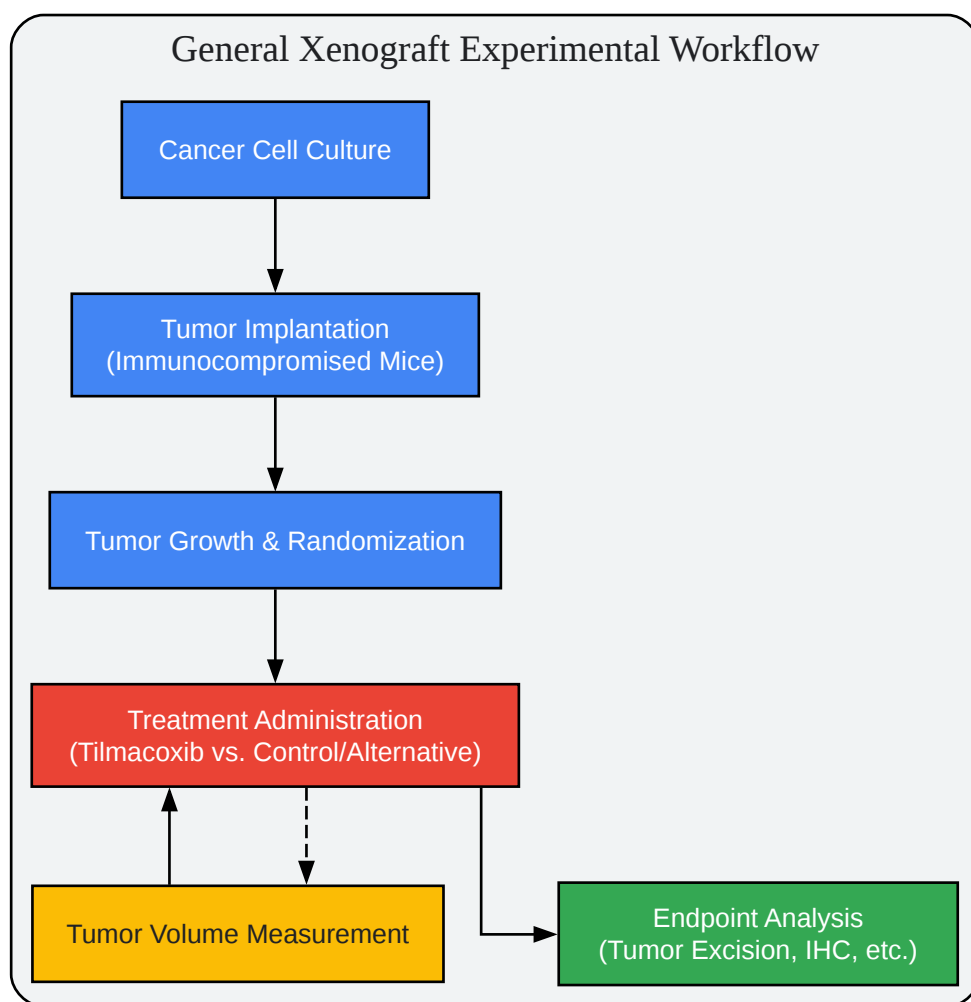 General Xenograft Experimental Workflow
Cancer Cell Culture
Tumor Implantation
(Immunocompromised Mice)
Tumor Growth & Randomization
Treatment Administration
(Tilmacoxib vs. Control/Alternative)
Tumor Volume Measurement
Endpoint Analysis
(Tumor Excision, IHC, etc.)